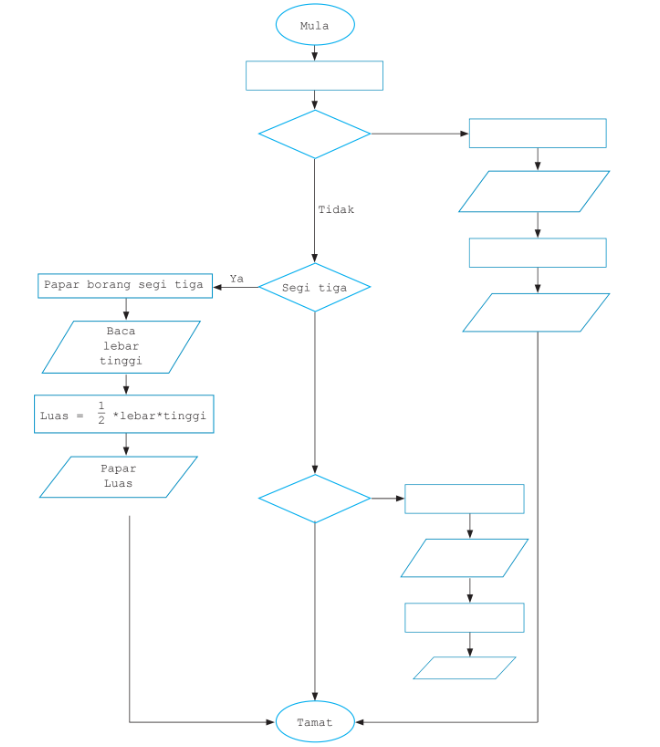 Mula
Tidak
Ya
Papar borang segi tiga
Segi tiga
Baca
lebar
tinggi
Luas = 1/2 *lebar*tinggi
Papar
Luas
Tamat